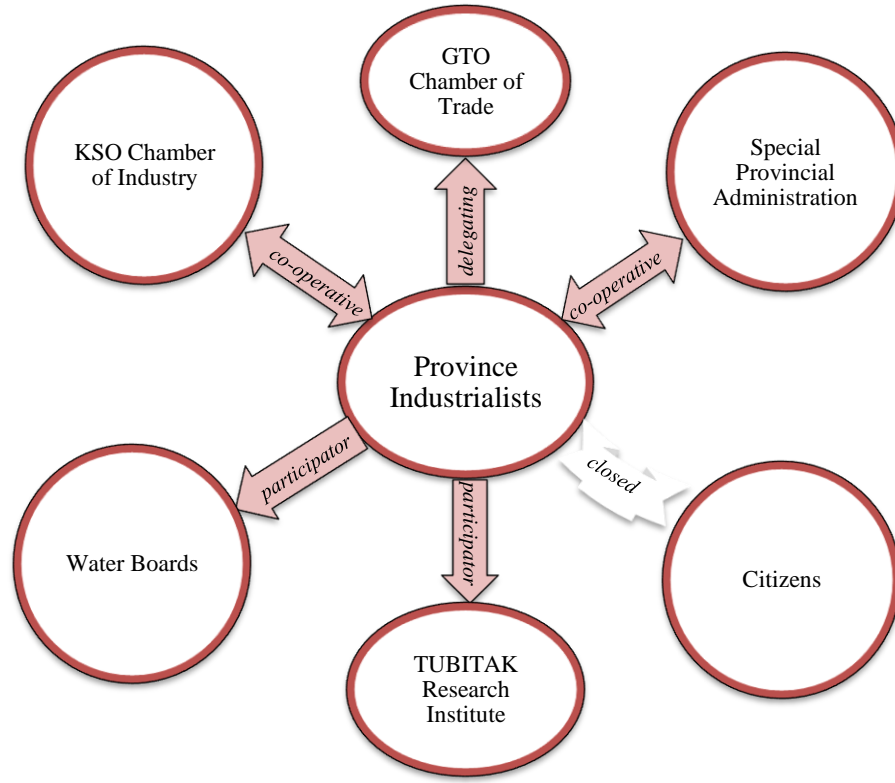 GTO
Chamber of
Trade
KSO Chamber
of Industry
Special
Provincial
Administration
delegating
co-operative
co-operative
Province
Industrialists
participator
participator
closed
Water Boards
Citizens
TUBITAK
Research
Institute